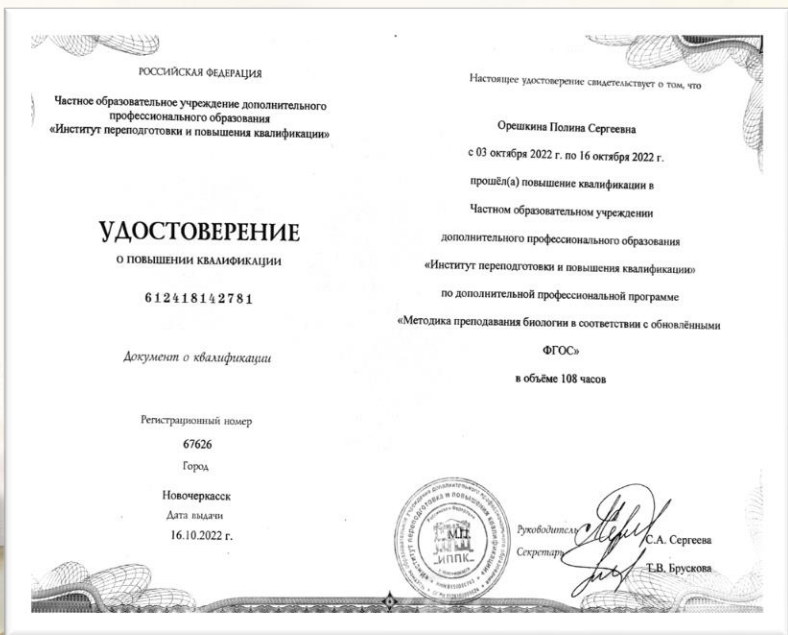 РОССИЙСКАЯ ФЕДЕРАЦИЯ
Частное образовательное учреждение дополнительного
профессионального образования
«Институт переподготовки и повышения квалификации»
УДОСТОВЕРЕНИЕ
О ПОВЫШЕНИИ КВАЛИФИКАЦИИ
612418142781
Документ о квалификации
Регистрационный номер
67626
Город
Новочеркасск
Дата выдачи
16.10.2022 г.
Настоящее удостоверение свидетельствует о том, что
Орешкина Полина Сергеевна
с 03 октября 2022 г. по 16 октября 2022 г.
прошёл(а) повышение квалификации в
Частном образовательном учреждении
дополнительного профессионального образования
«Институт переподготовки и повышения квалификации»
по дополнительной профессиональной программе
«Методика преподавания биологии в соответствии с обновлёнными
ФГОС»
в объёме 108 часов
М.П.
ИППК
Руководитель
С.А. Сергеева
Секретарь
Т.В. Брускова